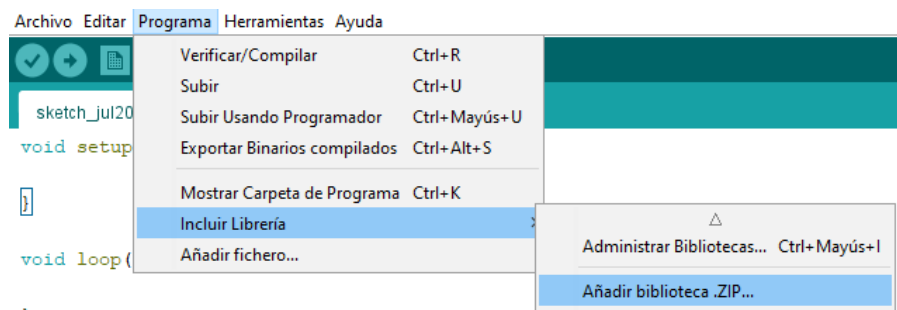 Archivo Editar Programa Herramientas Ayuda
Verificar/Compilar Ctrl+R
Subir Ctrl+U
sketch_jul20
Subir Usando Programador Ctrl+Mayús+U
void setup
Exportar Binarios compilados Ctrl+Alt+S
}
Mostrar Carpeta de Programa Ctrl+K
Incluir Librería
Administrar Bibliotecas... Ctrl+Mayús+I
void loop(
Añadir fichero...
Añadir biblioteca .ZIP...